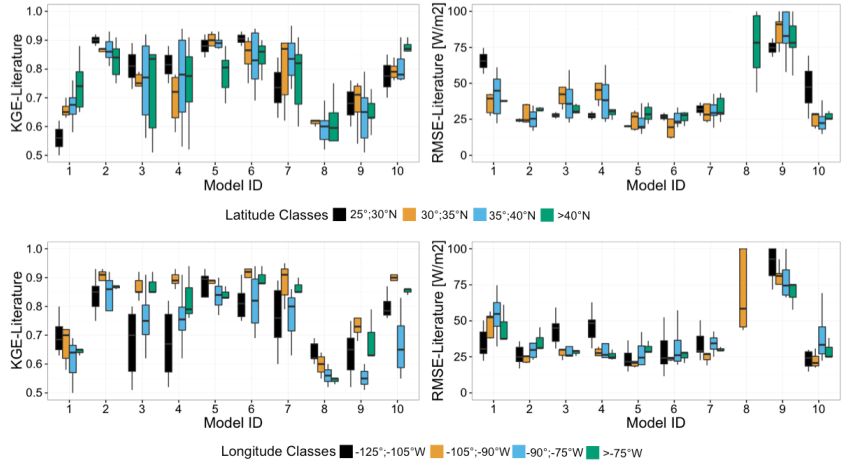 KGE-Literature
1.0
0.9
0.8
0.7
0.6
0.5
1 2 3 4 5 6 7 8 9 10
Model ID
RMSE-Literature [W/m2]
100
75
50
25
0
1 2 3 4 5 6 7 8 9 10
Model ID
Latitude Classes 25°;30°N 30°;35°N 35°;40°N >40°N
KGE-Literature
1.0
0.9
0.8
0.7
0.6
0.5
1 2 3 4 5 6 7 8 9 10
Model ID
RMSE-Literature [W/m2]
100
75
50
25
0
1 2 3 4 5 6 7 8 9 10
Model ID
Longitude Classes -125°;-105°W -105°;-90°W -90°;-75°W >-75°W